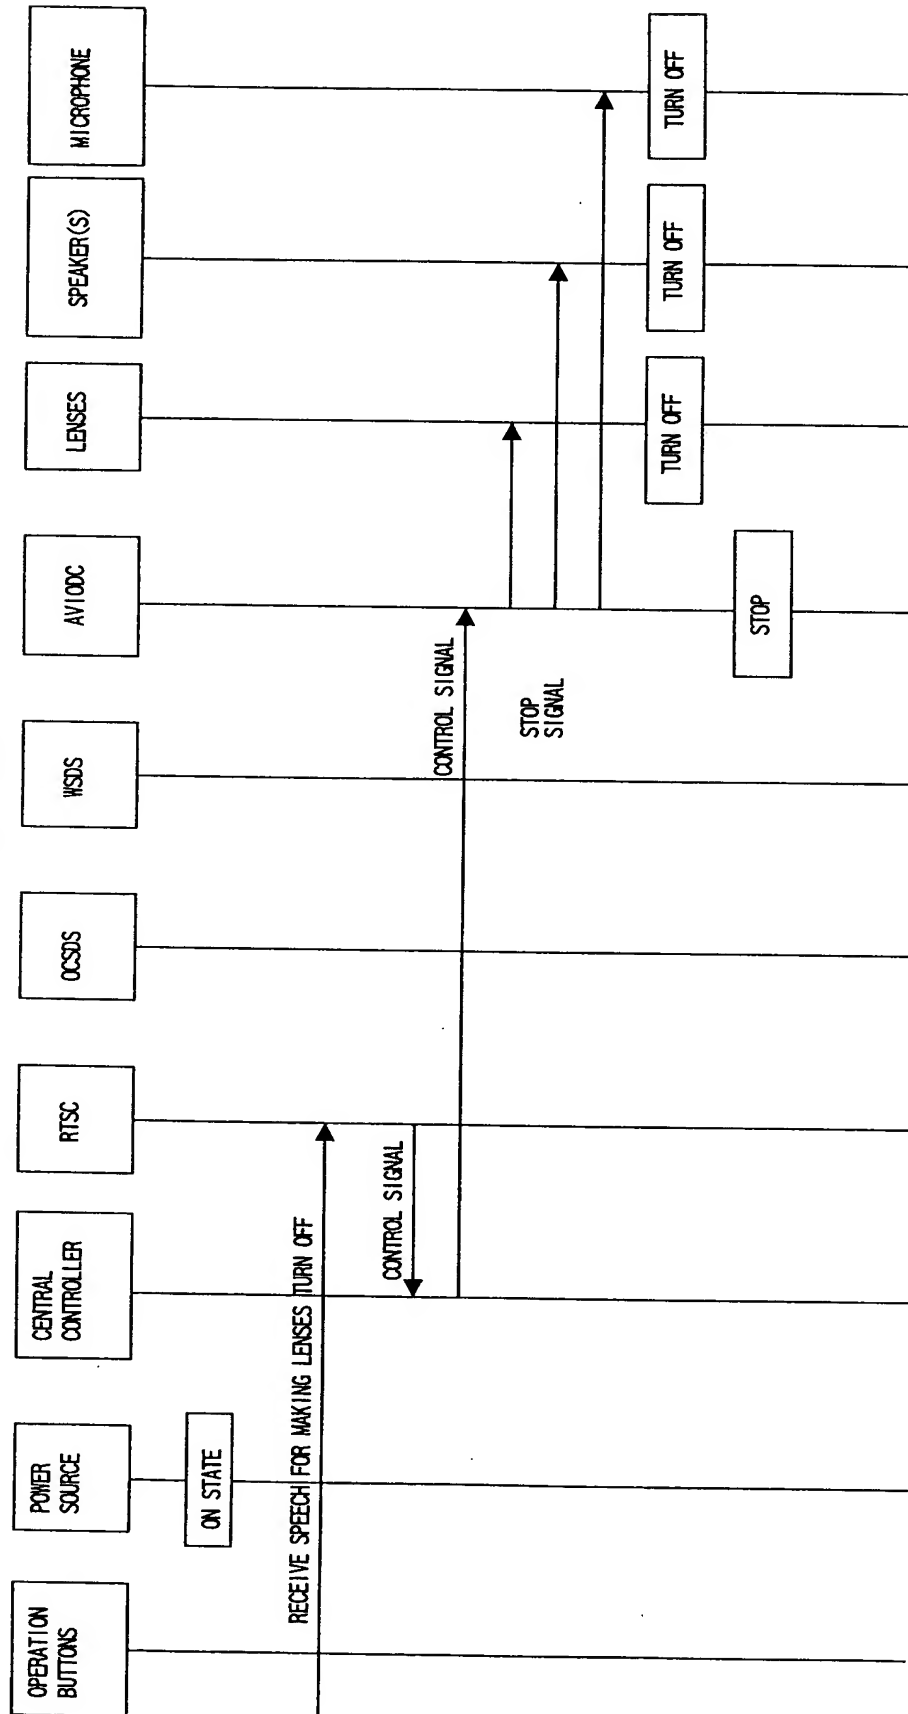 OPERATION
BUTTONS
POWER
SOURCE
CENTRAL
CONTROLLER
RTSC
OCSDS
WSDS
AVIODC
LENSES
SPEAKER(S)
MICROPHONE
ON STATE
RECEIVE SPEECH FOR MAKING LENSES TURN OFF
CONTROL SIGNAL
CONTROL SIGNAL
STOP
SIGNAL
TURN OFF
TURN OFF
TURN OFF
STOP